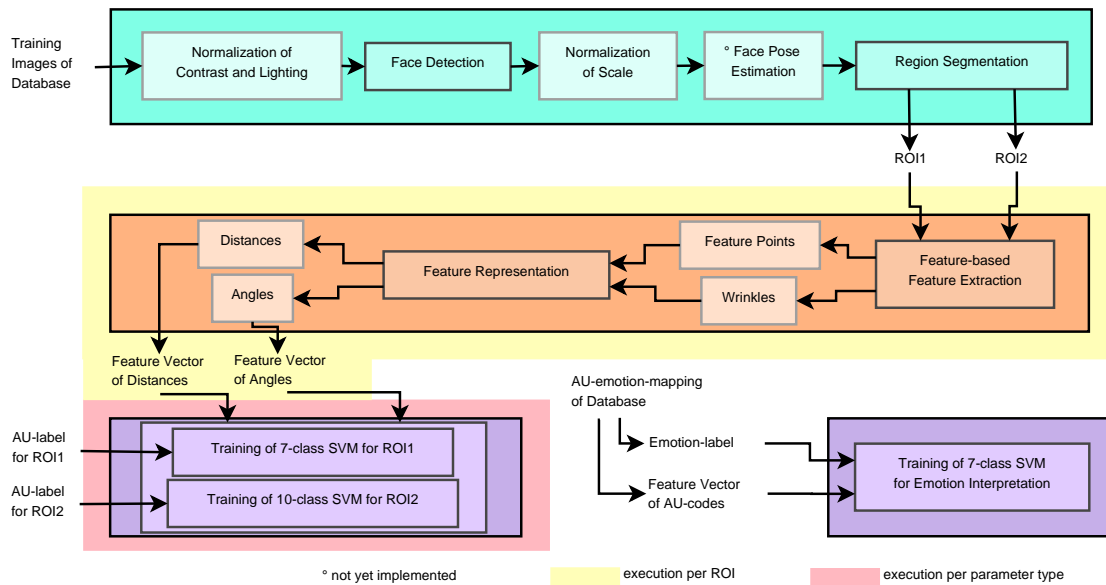 Training
Images of
Database
Normalization of
Contrast and Lighting
Face Detection
Normalization
of Scale
° Face Pose
Estimation
Region Segmentation
ROI1
ROI2
Distances
Angles
Feature Representation
Feature Points
Wrinkles
Feature-based
Feature Extraction
Feature Vector
of Distances
Feature Vector
of Angles
AU-label
for ROI1
AU-label
for ROI2
Training of 7-class SVM for ROI1
Training of 10-class SVM for ROI2
AU-emotion-mapping
of Database
Emotion-label
Feature Vector
of AU-codes
Training of 7-class SVM
for Emotion Interpretation
° not yet implemented
execution per ROI
execution per parameter type